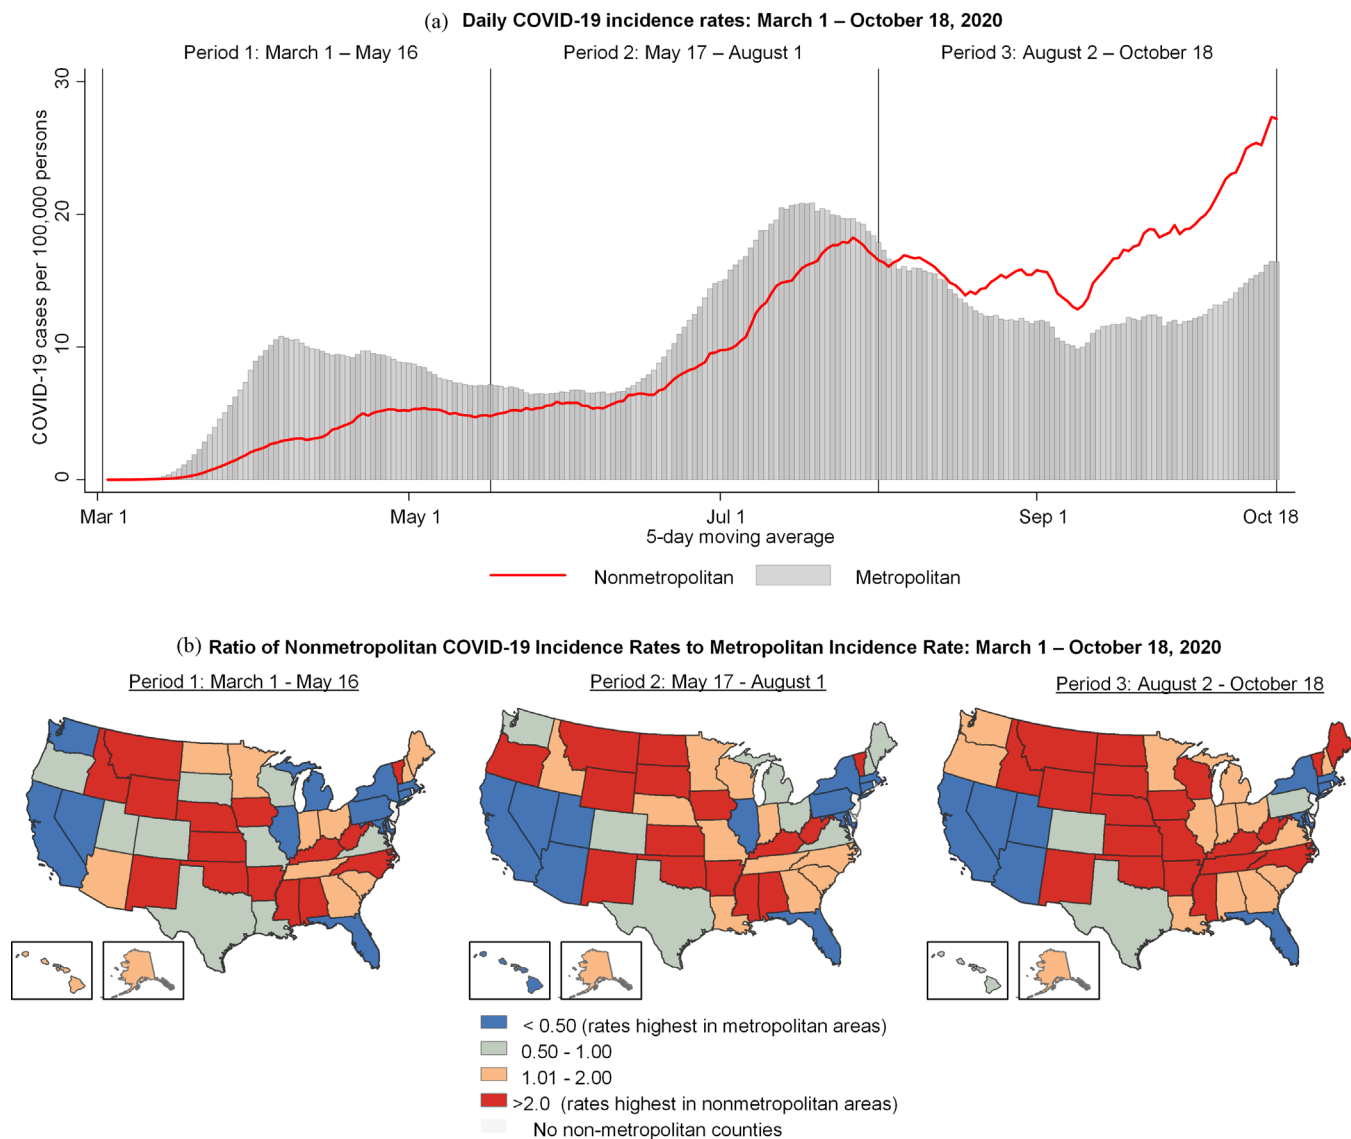 (a) Daily COVID-19 incidence rates: March 1 – October 18, 2020
Period 1: March 1 – May 16
Period 2: May 17 – August 1
Period 3: August 2 – October 18
COVID-19 cases per 100,000 persons
30
20
10
0
Mar 1
May 1
Jul 1
Sep 1
Oct 18
5-day moving average
Nonmetropolitan
Metropolitan
(b) Ratio of Nonmetropolitan COVID-19 Incidence Rates to Metropolitan Incidence Rate: March 1 – October 18, 2020
Period 1: March 1 - May 16
Period 2: May 17 - August 1
Period 3: August 2 - October 18
< 0.50 (rates highest in metropolitan areas)
0.50 - 1.00
1.01 - 2.00
>2.0 (rates highest in nonmetropolitan areas)
No non-metropolitan counties